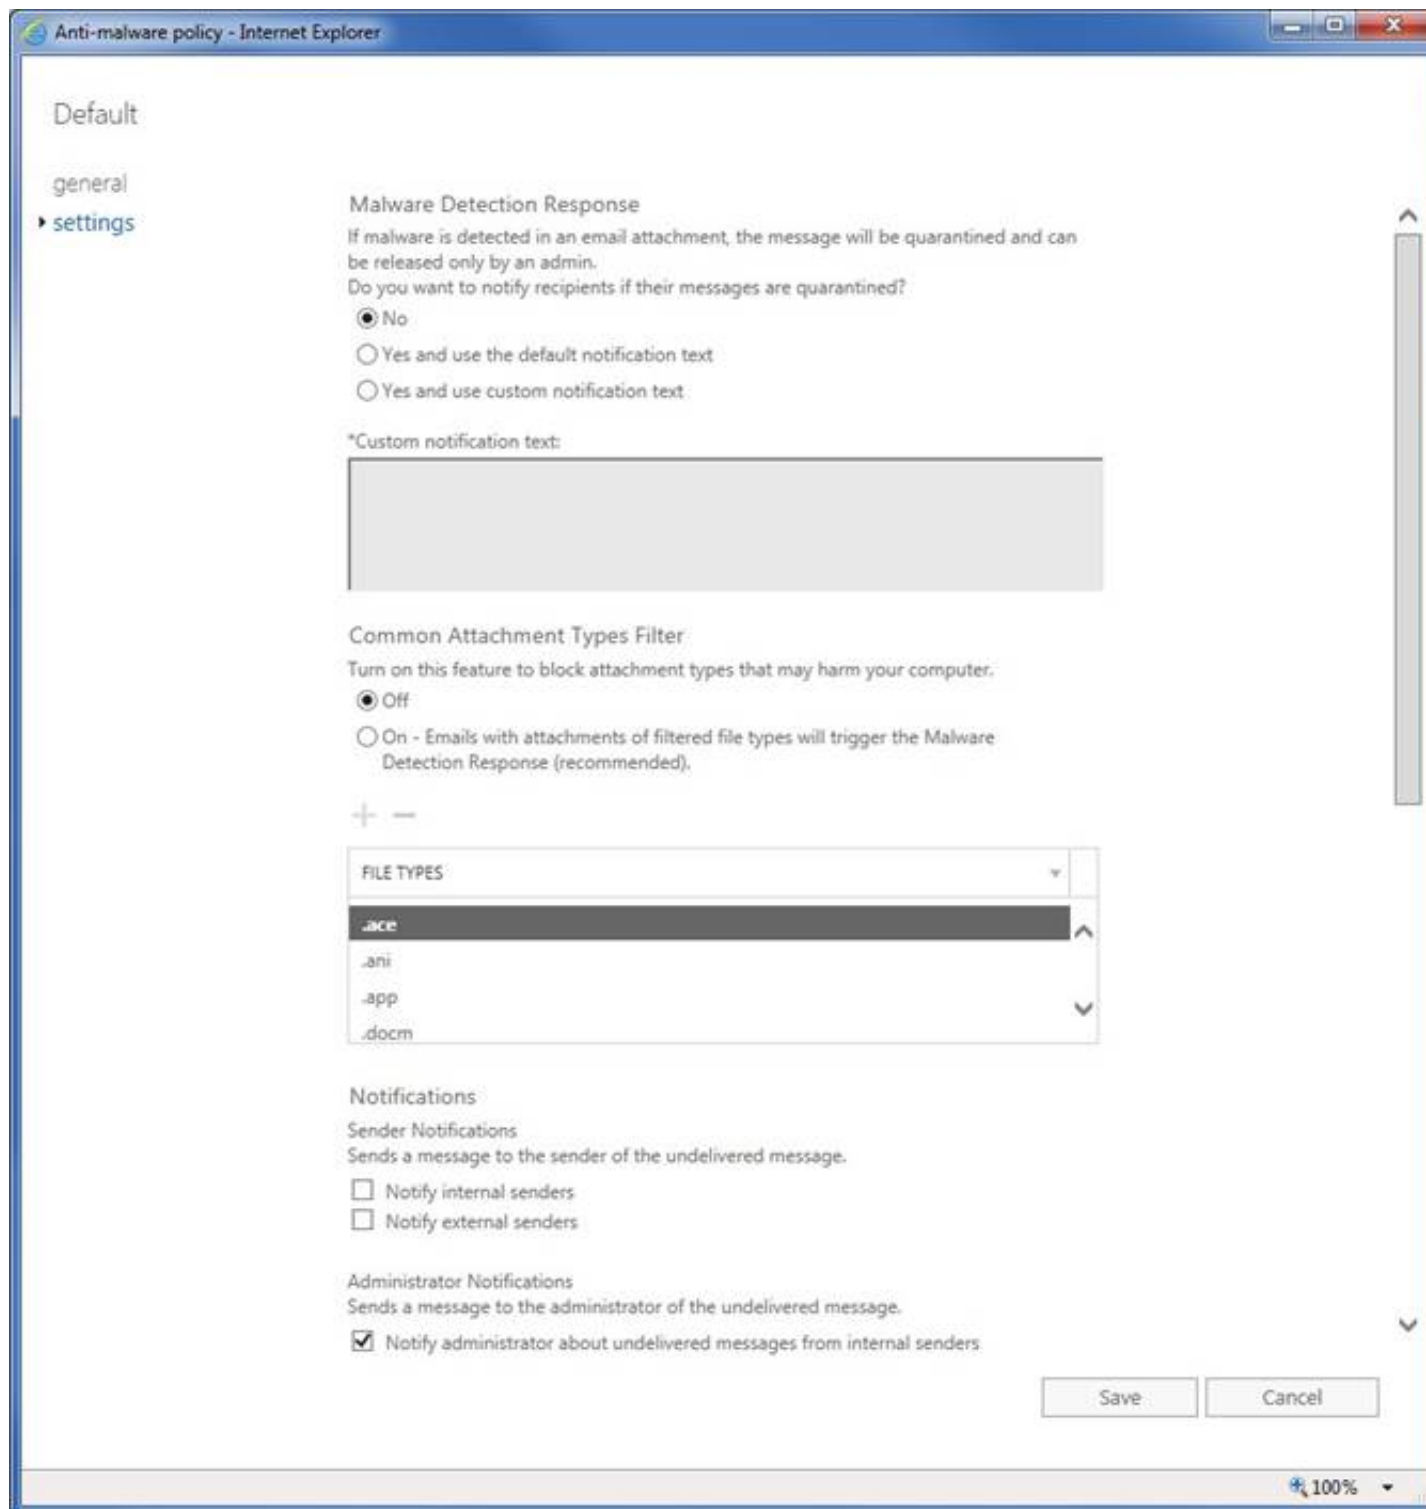 Anti-malware policy - Internet Explorer
Default
general
settings
Malware Detection Response
If malware is detected in an email attachment, the message will be quarantined and can
be released only by an admin.
Do you want to notify recipients if their messages are quarantined?
No
Yes and use the default notification text
Yes and use custom notification text
*Custom notification text:
Common Attachment Types Filter
Turn on this feature to block attachment types that may harm your computer.
Off
On - Emails with attachments of filtered file types will trigger the Malware
Detection Response (recommended).
FILE TYPES
.ace
.ani
.app
.docm
Notifications
Sender Notifications
Sends a message to the sender of the undelivered message.
Notify internal senders
Notify external senders
Administrator Notifications
Sends a message to the administrator of the undelivered message.
Notify administrator about undelivered messages from internal senders
Save Cancel
100%